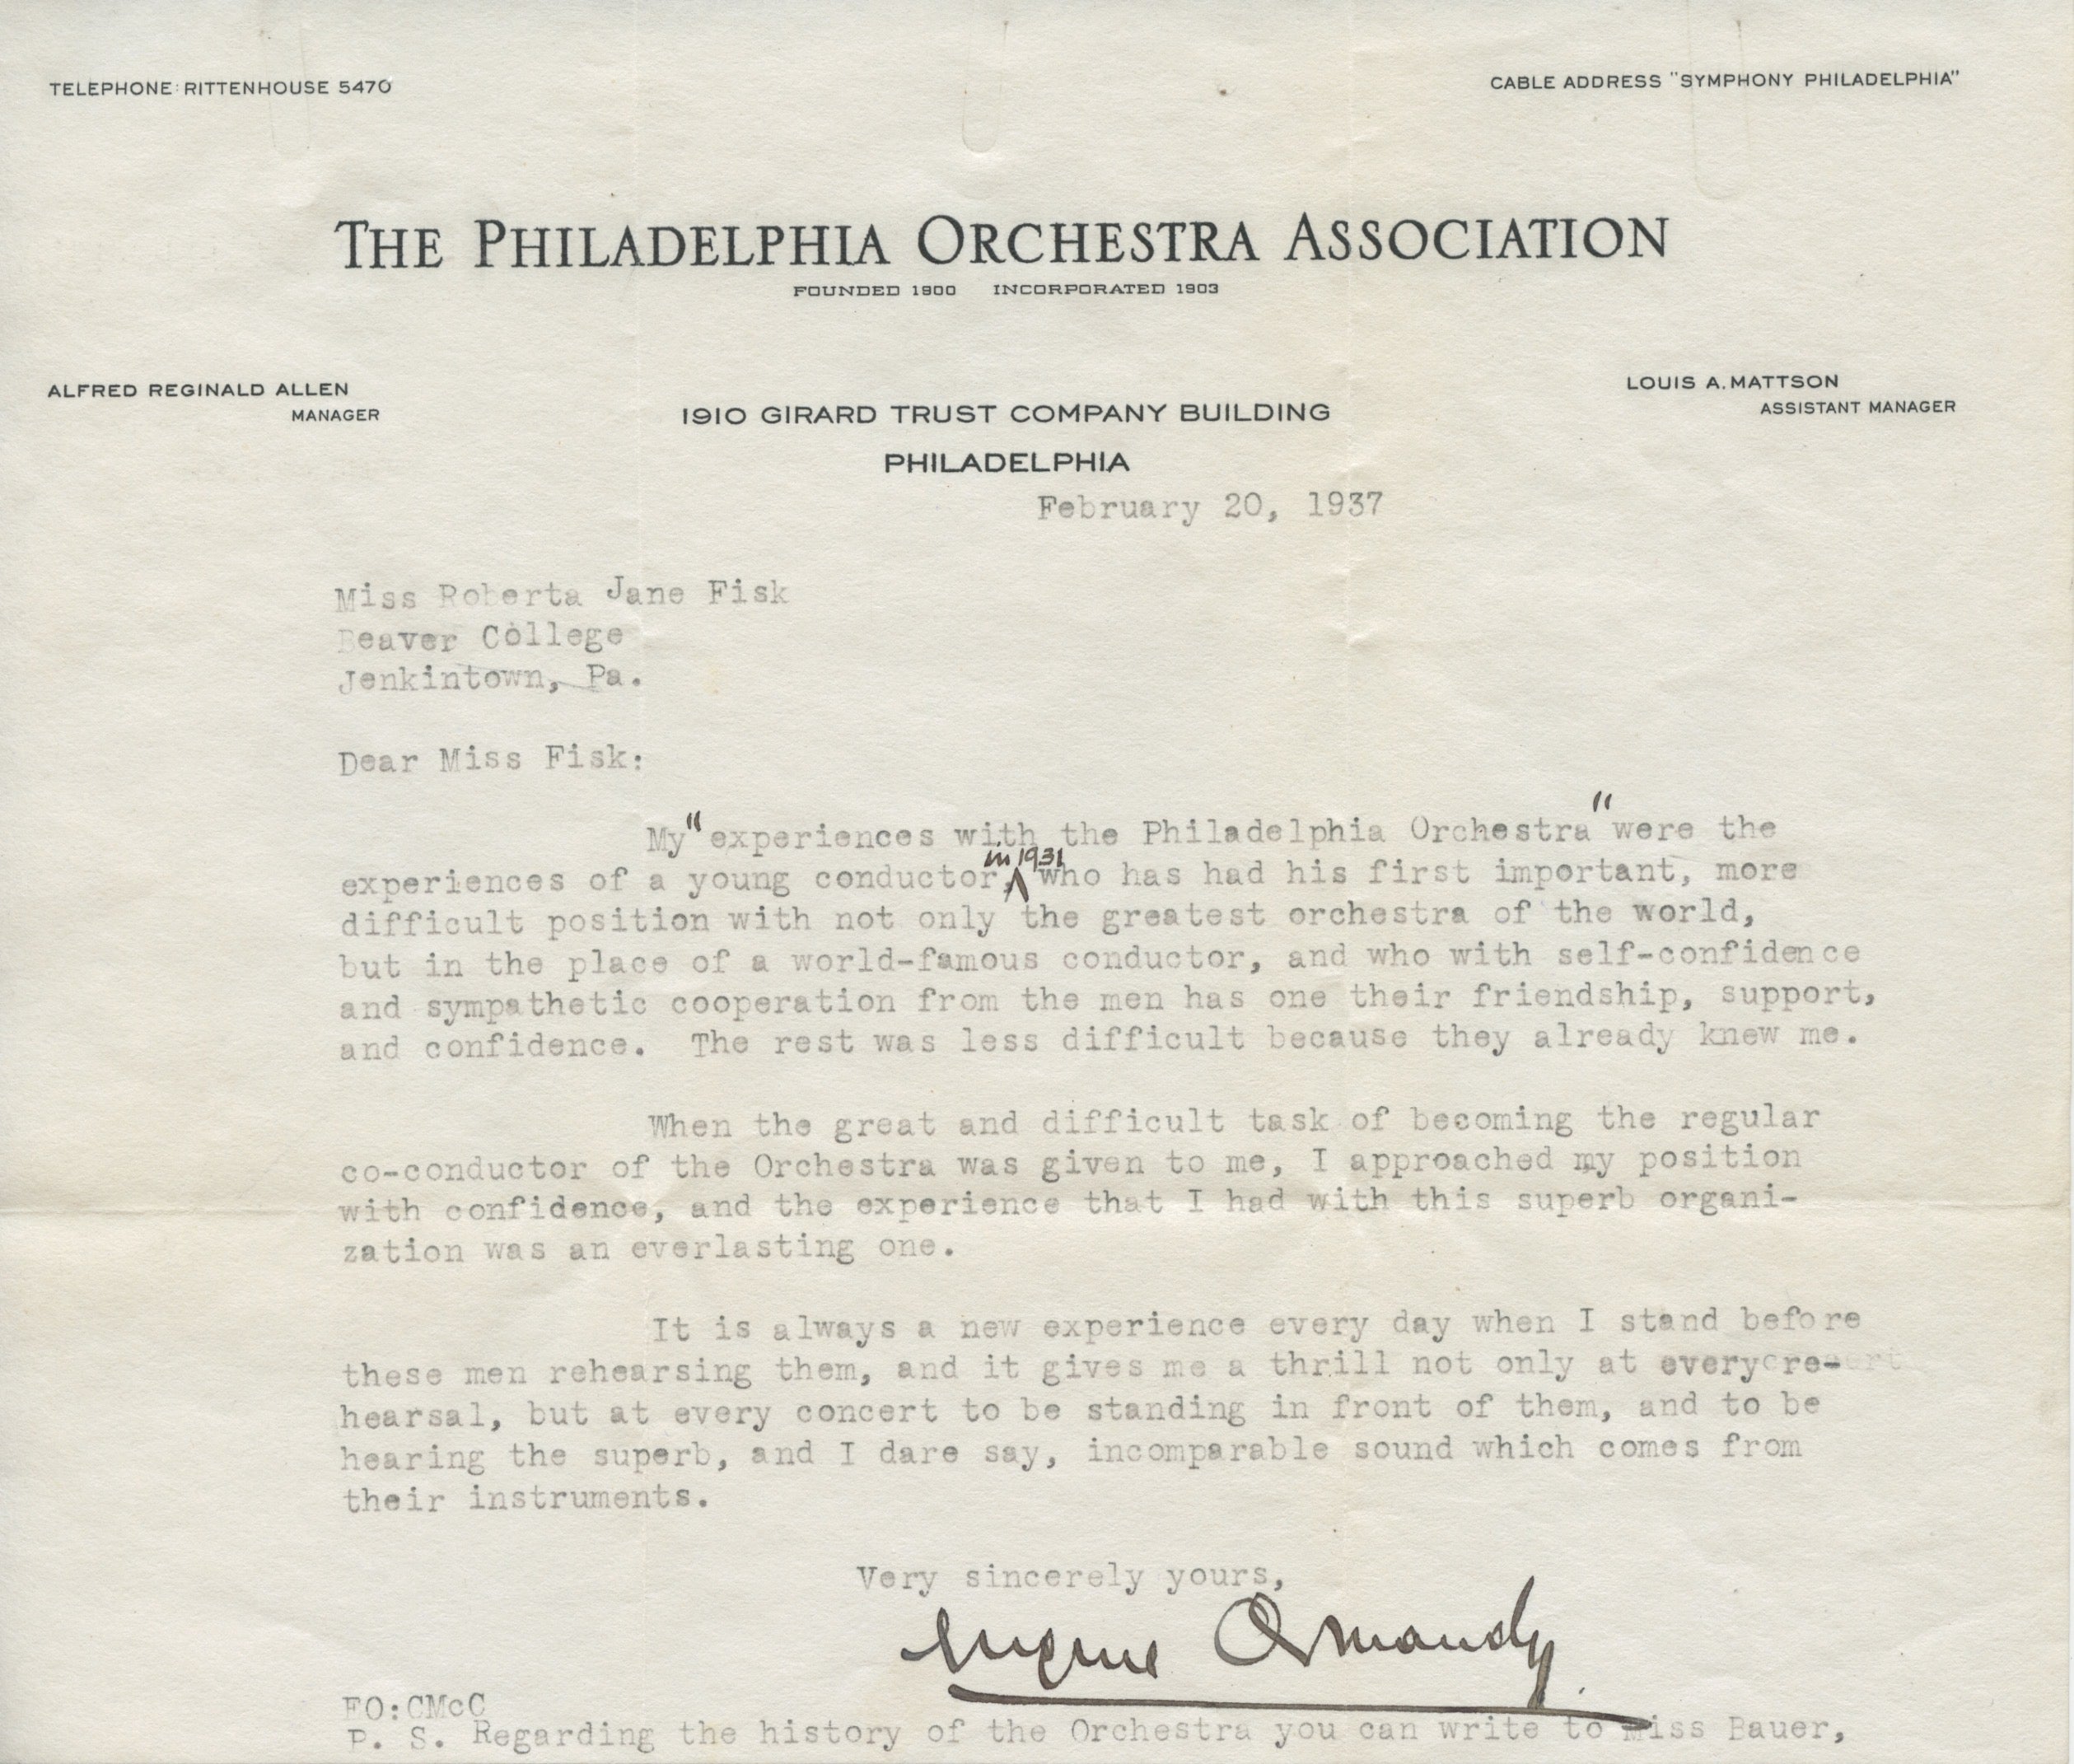 TELEPHONE: RITTENHOUSE 5470
CABLE ADDRESS "SYMPHONY PHILADELPHIA"
THE PHILADELPHIA ORCHESTRA ASSOCIATION
FOUNDED 1900 INCORPORATED 1903
ALFRED REGINALD ALLEN
MANAGER
LOUIS A. MATTSON
ASSISTANT MANAGER
1910 GIRARD TRUST COMPANY BUILDING
PHILADELPHIA
February 20, 1937
Miss Roberta Jane Fisk
Beaver College
Jenkintown, Pa.
Dear Miss Fisk:
My "experiences with the Philadelphia Orchestra" were the
experiences of a young conductor, in 1931 who has had his first important, more
difficult position with not only the greatest orchestra of the world,
but in the place of a world-famous conductor, and who with self-confidence
and sympathetic cooperation from the men has one their friendship, support,
and confidence. The rest was less difficult because they already knew me.
When the great and difficult task of becoming the regular
co-conductor of the Orchestra was given to me, I approached my position
with confidence, and the experience that I had with this superb organi-
zation was an everlasting one.
It is always a new experience every day when I stand before
these men rehearsing them, and it gives me a thrill not only at every re-
hearsal, but at every concert to be standing in front of them, and to be
hearing the superb, and I dare say, incomparable sound which comes from
their instruments.
Very sincerely yours,
Eugene Ormandy
EO:CMcC
P. S. Regarding the history of the Orchestra you can write to Miss Bauer,